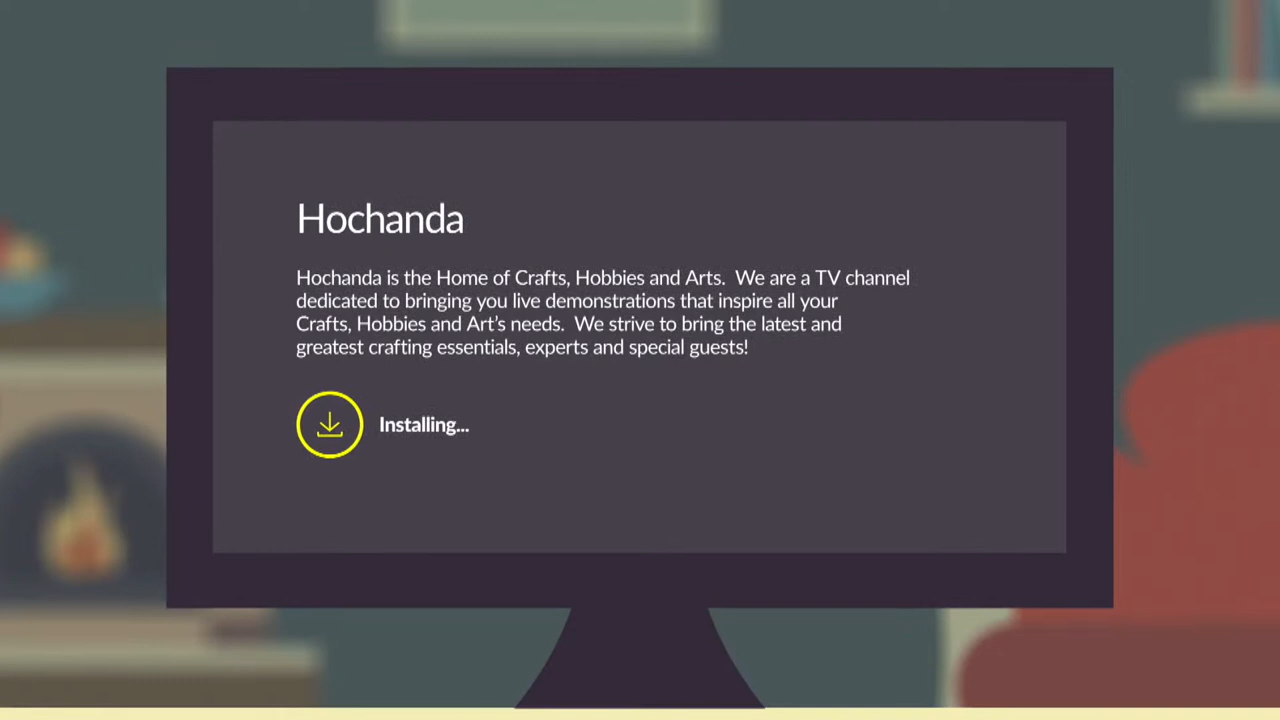 Hochanda
Hochanda is the Home of Crafts, Hobbies and Arts.  We are a TV channel
dedicated to bringing you live demonstrations that inspire all your
Crafts, Hobbies and Art's needs.  We strive to bring the latest and
greatest crafting essentials, experts and special guests!
Installing...